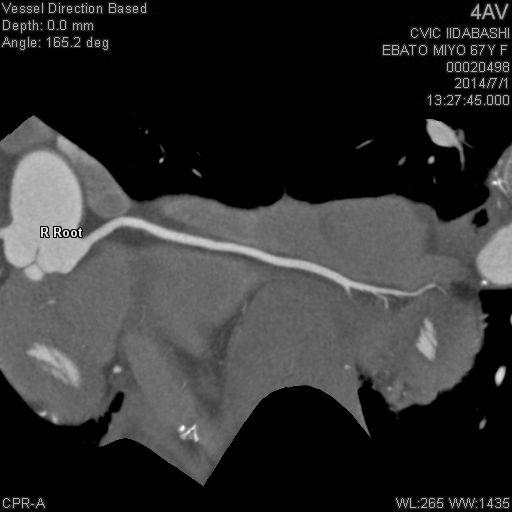 Vessel Direction Based
Depth: 0.0 mm
Angle: 165.2 deg
4AV
CVIC IIDABASHI
EBATO MIYO 67Y F
00020498
2014/7/1
13:27:45.000
R Root
CPR-A
WL:265 WW:1435